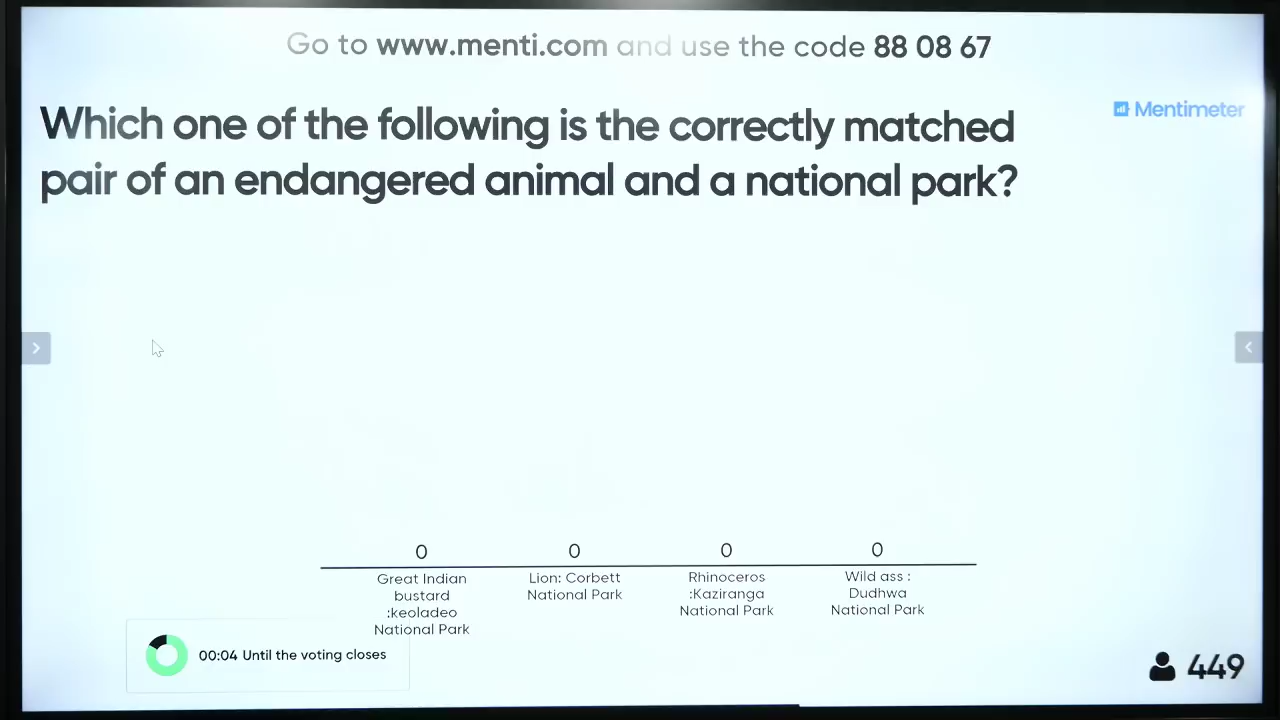 Go to www.menti.com and use the code 88 08 67
Mentimeter
Which one of the following is the correctly matched
pair of an endangered animal and a national park?
0
0
0
0
Great Indian
bustard
:keoladeo
National Park
Lion: Corbett
National Park
Rhinoceros
:Kaziranga
National Park
Wild ass :
Dudhwa
National Park
00:04 Until the voting closes
449